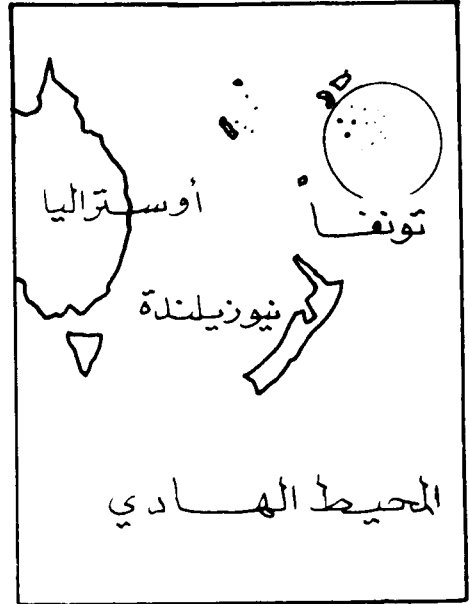 أوستراليا
تونغا
نيوزيلندة
المحيط الهادي